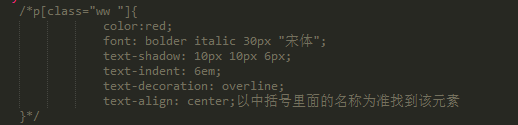 /*p[class="ww "]{
color:red;
font: bolder italic 30px "宋体";
text-shadow: 10px 10px 6px;
text-indent: 6em;
text-decoration: overline;
text-align: center;以中括号里面的名称为准找到该元素
}*/